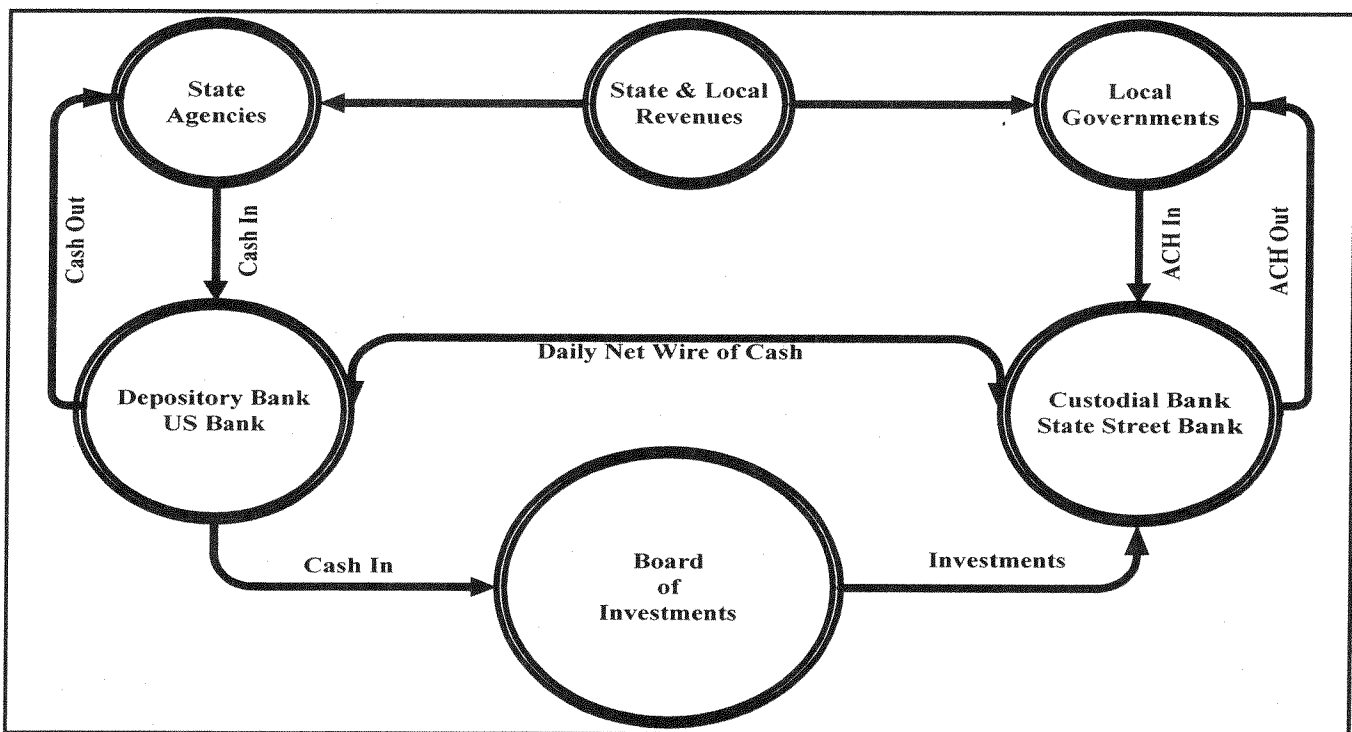 State
Agencies
State & Local
Revenues
Local
Governments
Cash Out
Cash In
ACH In
ACH Out
Daily Net Wire of Cash
Depository Bank
US Bank
Custodial Bank
State Street Bank
Cash In
Board
of
Investments
Investments